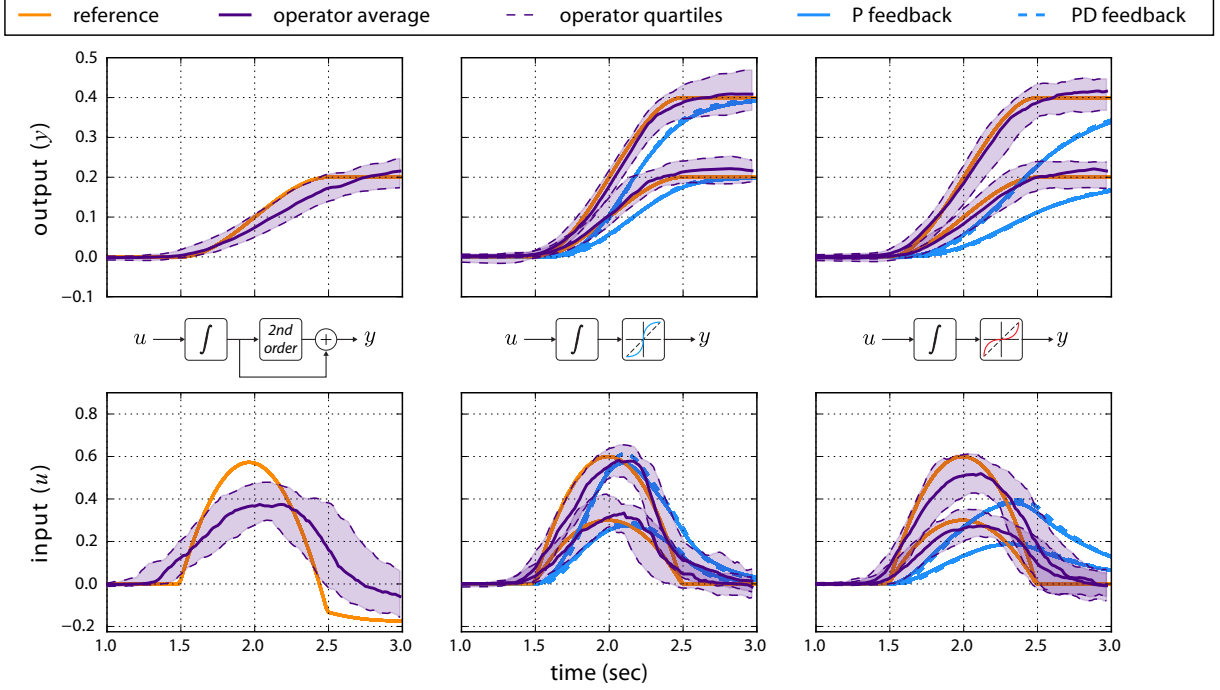 reference operator average operator quartiles P feedback PD feedback
output (y)
0.5
0.4
0.3
0.2
0.1
0.0
−0.1
u ∫ 2nd order + y
u ∫ y
u ∫ y
input (u)
0.8
0.6
0.4
0.2
0.0
−0.2
1.0 1.5 2.0 2.5 3.0 1.0 1.5 2.0 2.5 3.0 1.0 1.5 2.0 2.5 3.0
time (sec)